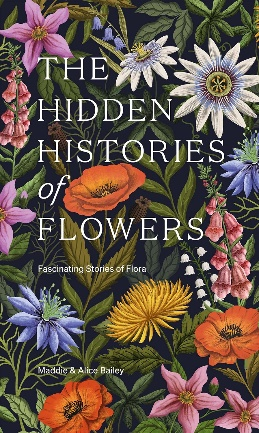 THE
HIDDEN
HISTORIES
of
FLOWERS
Fascinating Stories of Flora
Maddie & Alice Bailey